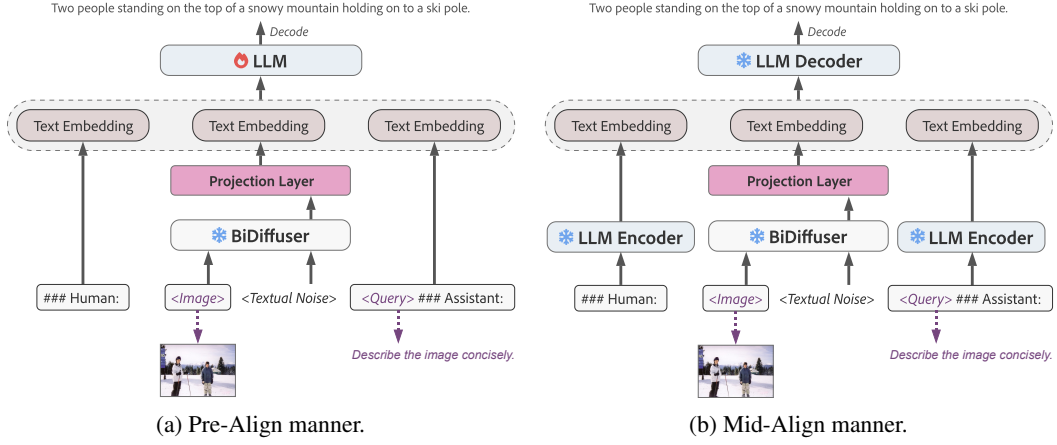 Two people standing on the top of a snowy mountain holding on to a ski pole.
Decode
LLM
Text Embedding
Text Embedding
Text Embedding
Projection Layer
BiDiffuser
### Human:
<Image>
<Textual Noise>
<Query> ### Assistant:
Describe the image concisely.
(a) Pre-Align manner.
Two people standing on the top of a snowy mountain holding on to a ski pole.
Decode
LLM Decoder
Text Embedding
Text Embedding
Text Embedding
Projection Layer
LLM Encoder
BiDiffuser
LLM Encoder
### Human:
<Image>
<Textual Noise>
<Query> ### Assistant:
Describe the image concisely.
(b) Mid-Align manner.